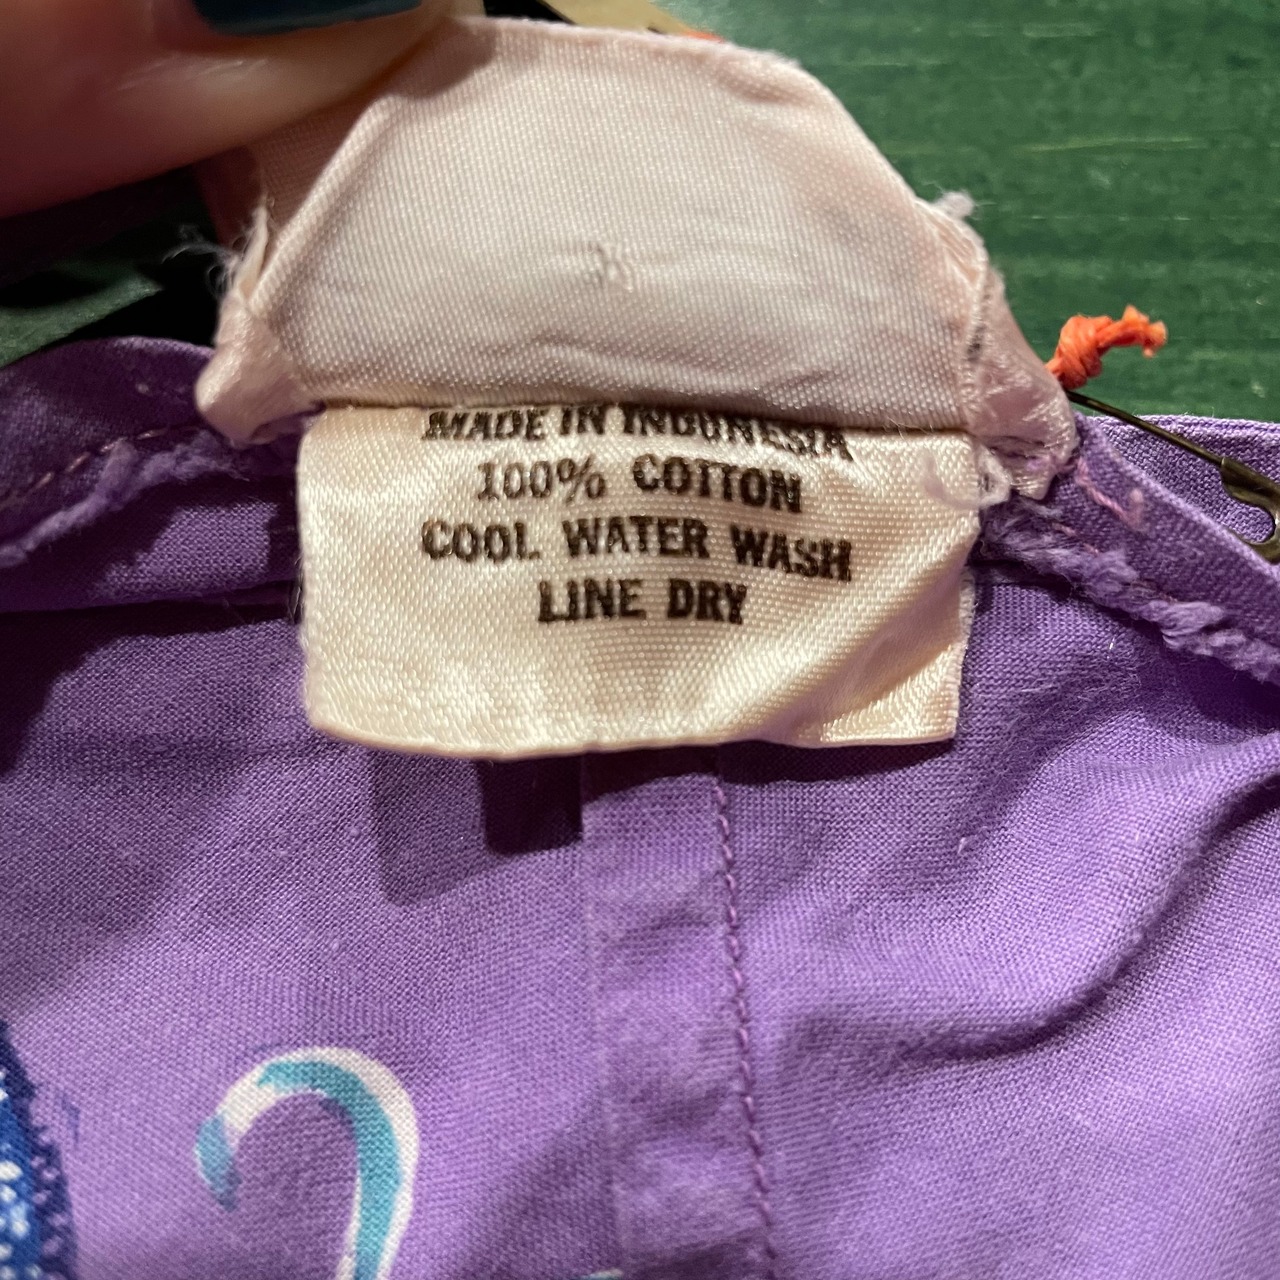 MADE IN INDONESIA
100% COTTON
COOL WATER WASH
LINE DRY